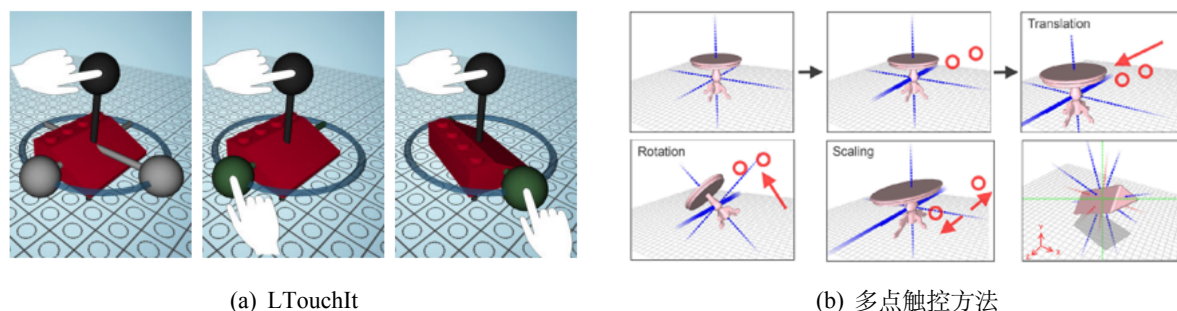 Translation
Rotation
Scaling
Y
X
Z
(a) LTouchIt
(b) 多点触控方法